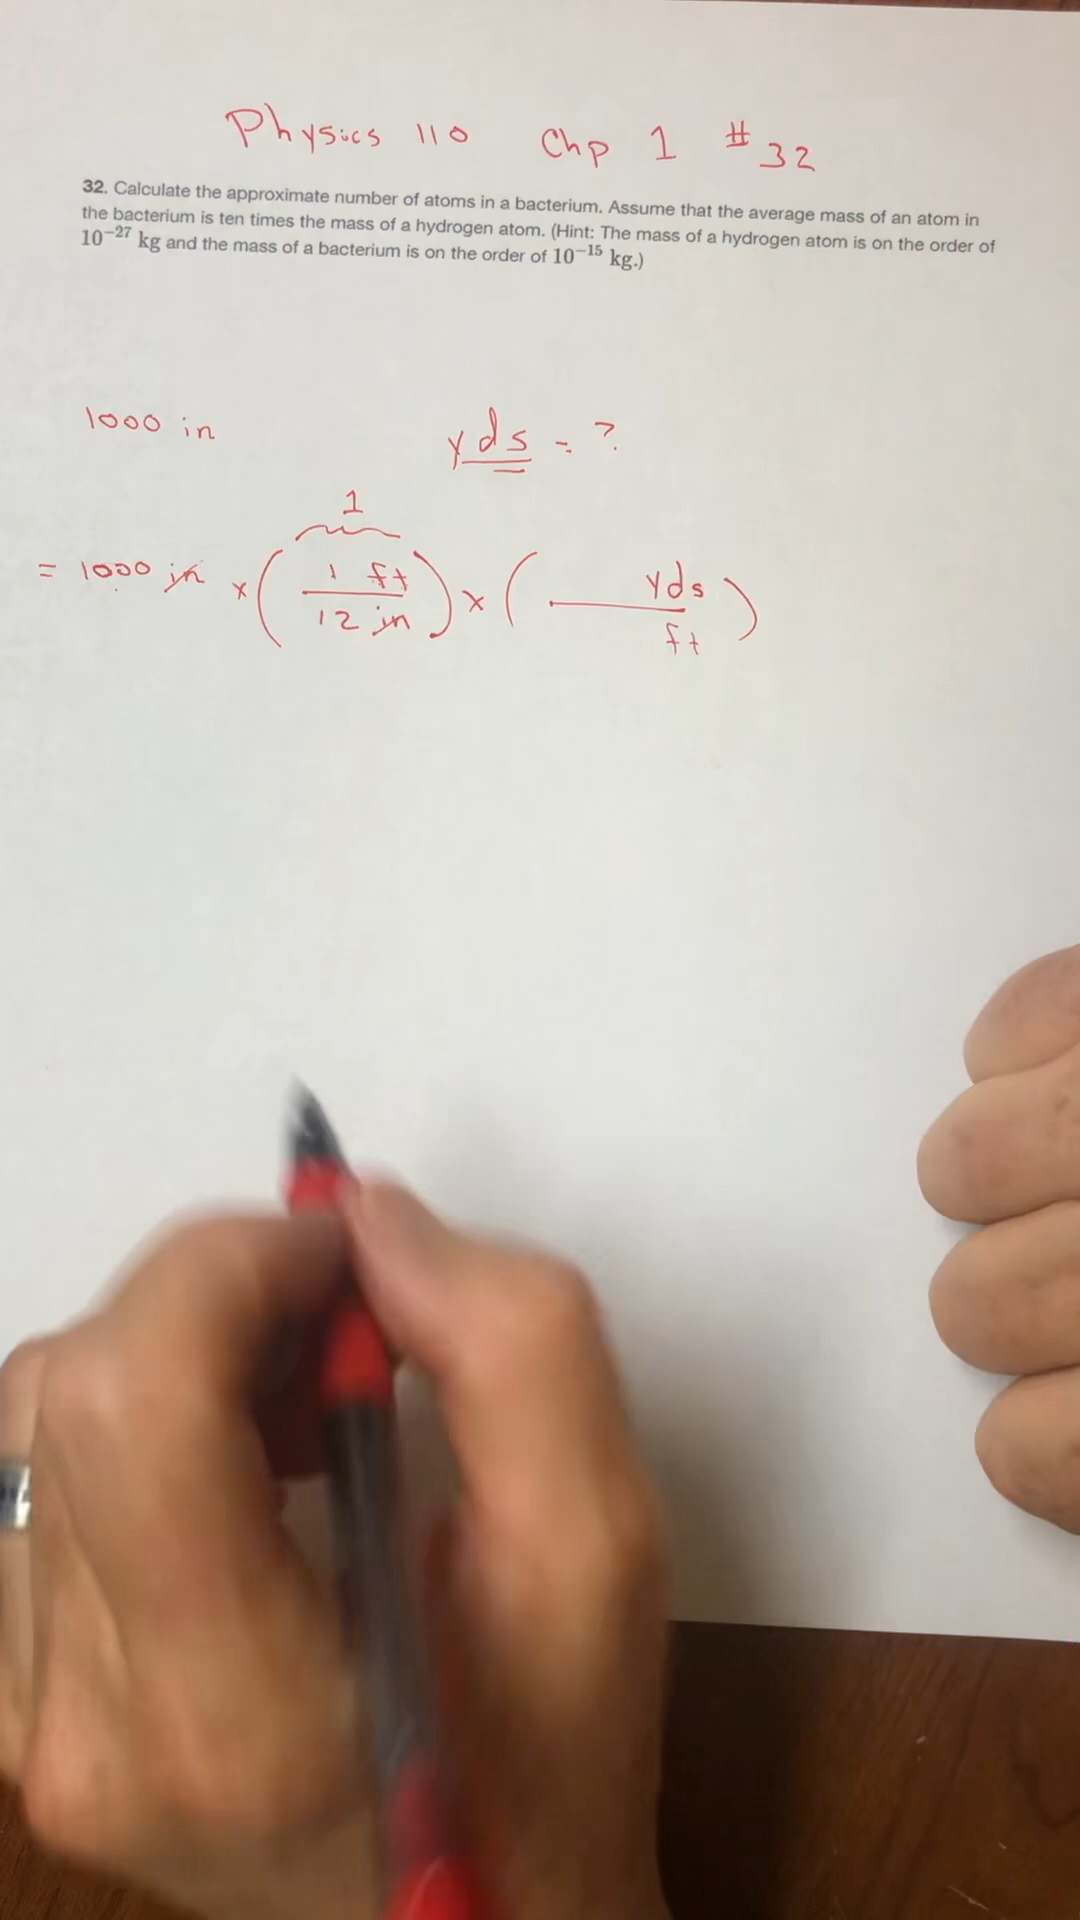 Physics 110 Chp 1 # 32
32. Calculate the approximate number of atoms in a bacterium. Assume that the average mass of an atom in
the bacterium is ten times the mass of a hydrogen atom. (Hint: The mass of a hydrogen atom is on the order of
10⁻²⁷ kg and the mass of a bacterium is on the order of 10⁻¹⁵ kg.)
1000 in yds = ?
1
= 1000 in × ( 1 ft / 12 in ) × ( yds / ft )